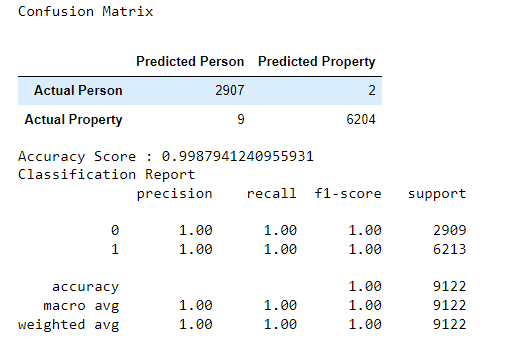 Confusion Matrix
Predicted Person Predicted Property
Actual Person 2907 2
Actual Property 9 6204
Accuracy Score : 0.9987941240955931
Classification Report
precision recall f1-score support
0 1.00 1.00 1.00 2909
1 1.00 1.00 1.00 6213
accuracy 1.00 9122
macro avg 1.00 1.00 1.00 9122
weighted avg 1.00 1.00 1.00 9122